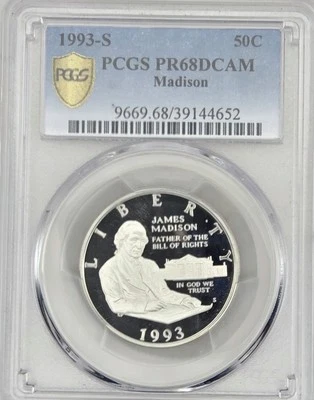 1993-S 50C
PCGS PR68DCAM
Madison
PCGS
9669.68/39144652
LIBERTY
JAMES
MADISON
FATHER OF THE
BILL OF RIGHTS
IN GOD WE
TRUST
S
1993